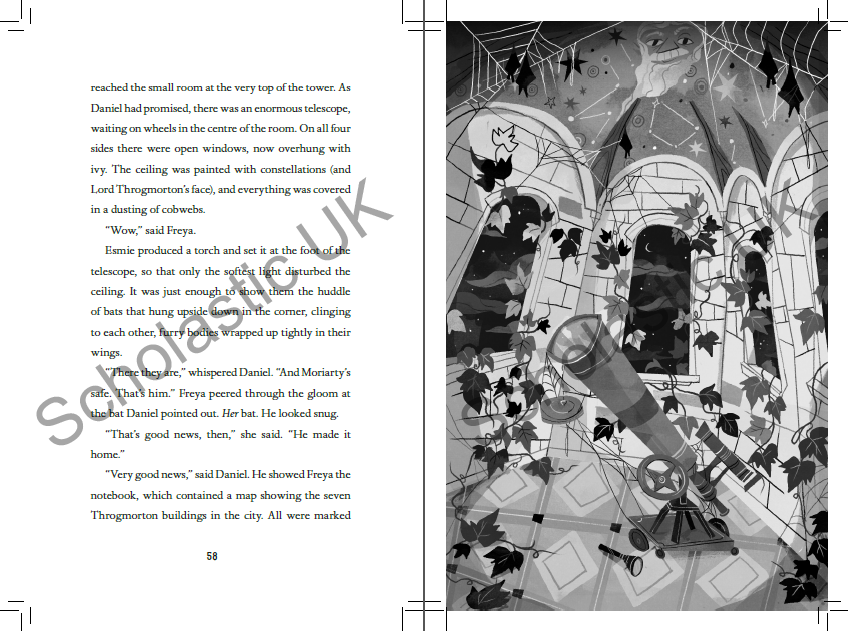 reached the small room at the very top of the tower. As
Daniel had promised, there was an enormous telescope,
waiting on wheels in the centre of the room. On all four
sides there were open windows, now overhung with
ivy. The ceiling was painted with constellations (and
Lord Throgmorton’s face), and everything was covered
in a dusting of cobwebs.
“Wow,” said Freya.
Esmie produced a torch and set it at the foot of the
telescope, so that only the softest light disturbed the
ceiling. It was just enough to show them the huddle
of bats that hung upside down in the corner, clinging
to each other, furry bodies wrapped up tightly in their
wings.
“There they are,” whispered Daniel. “And Moriarty’s
safe. That’s him.” Freya peered through the gloom at
the bat Daniel pointed out. Her bat. He looked snug.
“That’s good news, then,” she said. “He made it
home.”
“Very good news,” said Daniel. He showed Freya the
notebook, which contained a map showing the seven
Throgmorton buildings in the city. All were marked
58
Scholastic UK
Scholastic UK